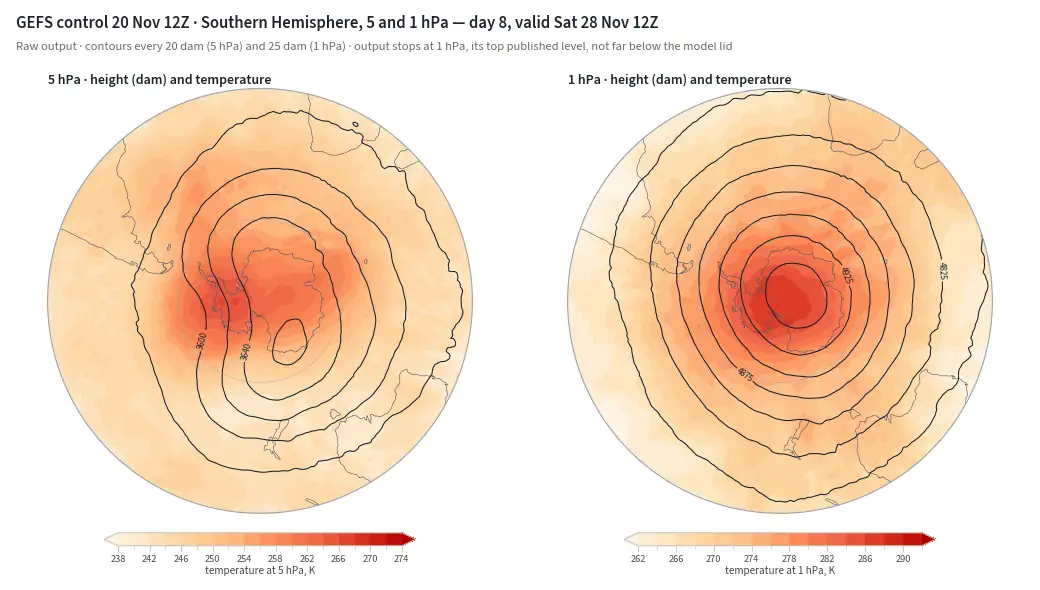 GEFS control 20 Nov 12Z · Southern Hemisphere, 5 and 1 hPa — day 8, valid Sat 28 Nov 12Z
Raw output · contours every 20 dam (5 hPa) and 25 dam (1 hPa) · output stops at 1 hPa, its top published level, not far below the model lid
5 hPa · height (dam) and temperature
3600
3640
238 242 246 250 254 258 262 266 270 274
temperature at 5 hPa, K
1 hPa · height (dam) and temperature
4925
4825
4875
262 266 270 274 278 282 286 290
temperature at 1 hPa, K